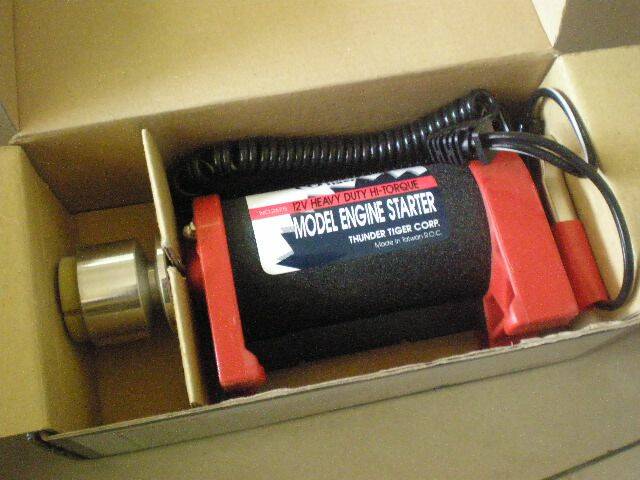 12V HEAVY DUTY HI-TORQUE
MODEL ENGINE STARTER
THUNDER TIGER CORP.
Made in Taiwan R.O.C.